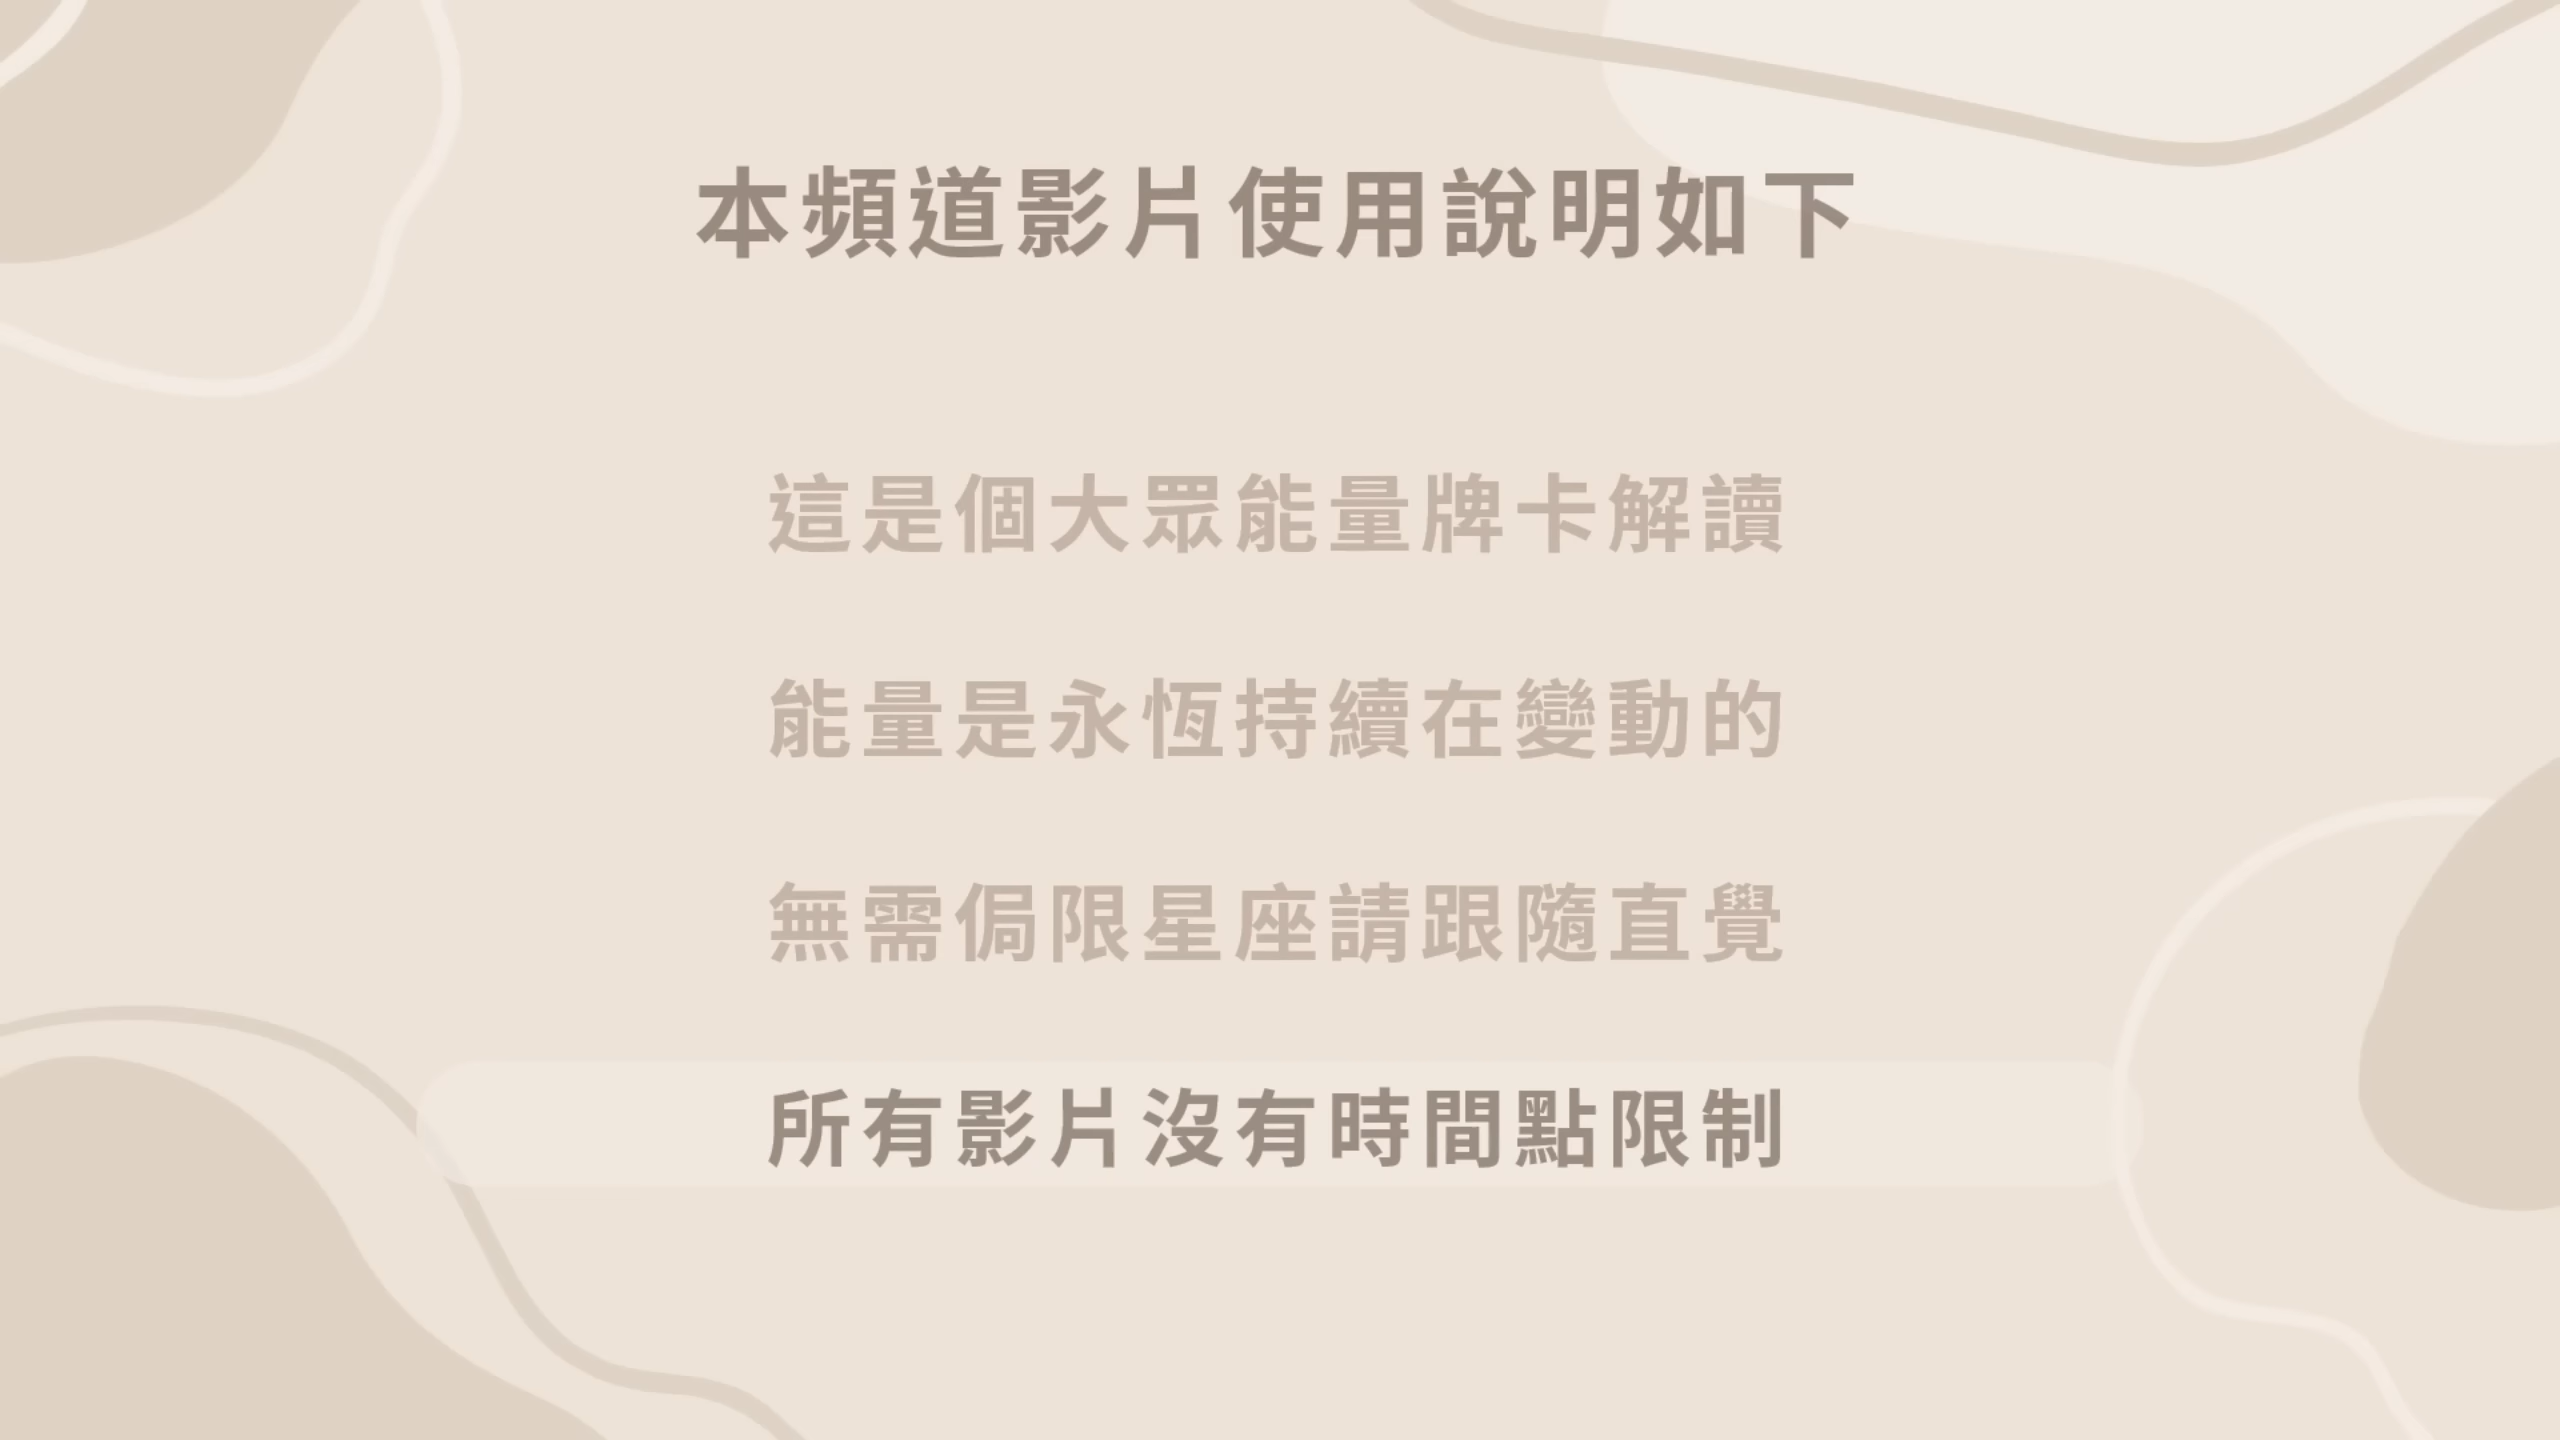 本頻道影片使用說明如下
這是個大眾能量牌卡解讀
能量是永恆持續在變動的
無需侷限星座請跟隨直覺
所有影片沒有時間點限制